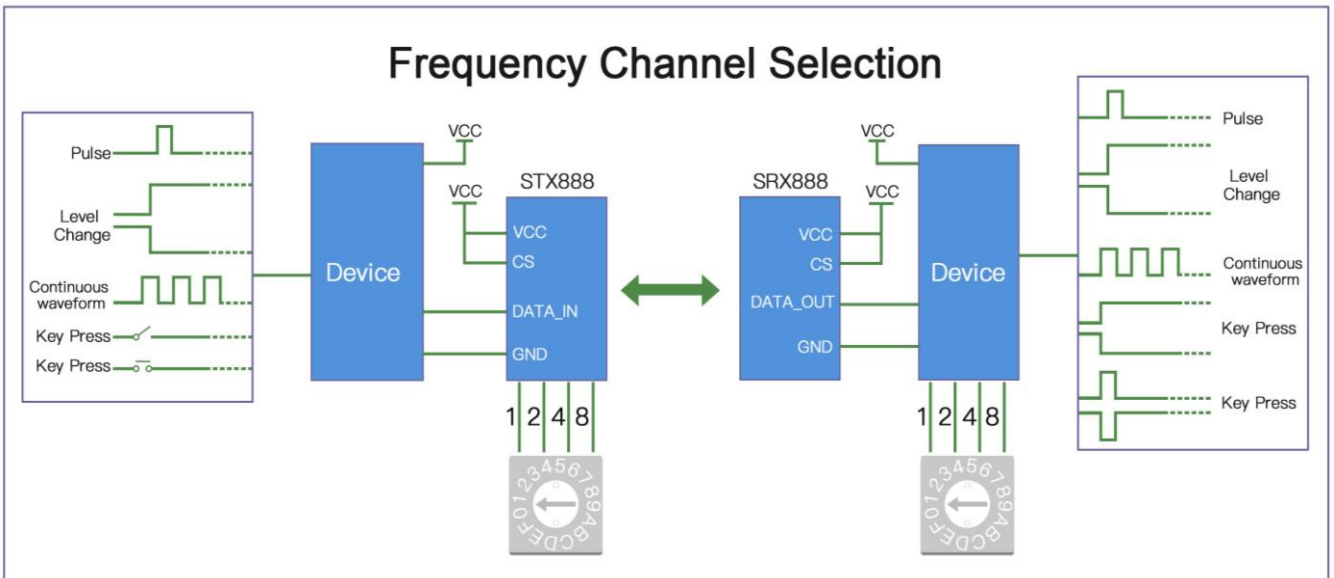 Frequency Channel Selection
Pulse
Level
Change
Continuous
waveform
Key Press
Key Press
Device
VCC
VCC
STX888
VCC
CS
DATA_IN
GND
1 2 4 8
0123456789ABCDEF
SRX888
VCC
CS
DATA_OUT
GND
VCC
VCC
Device
1 2 4 8
0123456789ABCDEF
Pulse
Level
Change
Continuous
waveform
Key Press
Key Press